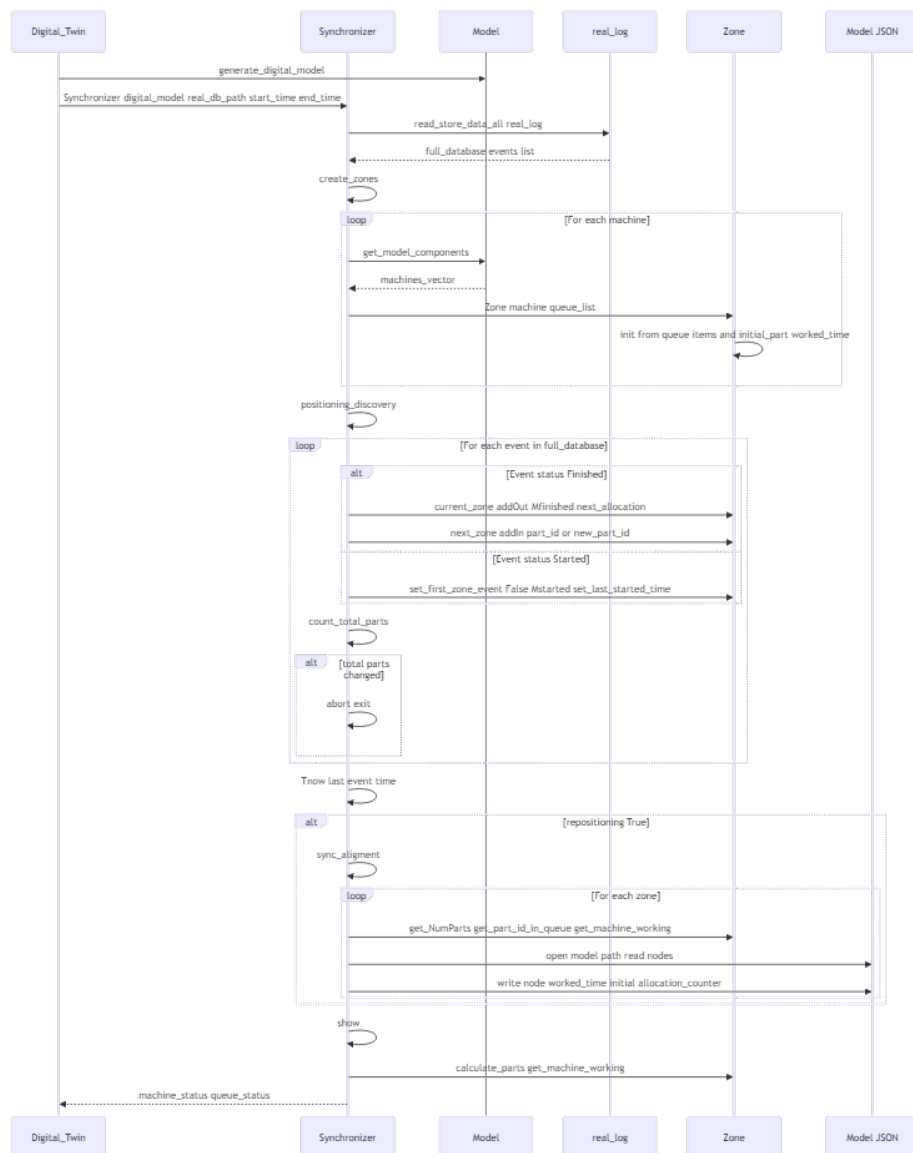 Digital_Twin Synchronizer Model real_log Zone Model JSON
generate_digital_model
Synchronizer digital_model real_db_path start_time end_time
read_store_data_all real_log
full_database events list
create_zones
loop [For each machine]
get_model_components
machines_vector
Zone machine queue_list
init from queue items and initial_part worked_time
positioning_discovery
loop [For each event in full_database]
alt [Event status Finished]
current_zone addOut Mfinished next_allocation
next_zone addIn part_id or new_part_id
[Event status Started]
set_first_zone_event False Mstarted set_last_started_time
count_total_parts
alt [total parts
changed]
abort exit
Tnow last event time
alt [repositioning True]
sync_aligment
loop [For each zone]
get_NumParts get_part_id_in_queue get_machine_working
open model path read nodes
write node worked_time initial allocation_counter
show
calculate_parts get_machine_working
machine_status queue_status
Digital_Twin Synchronizer Model real_log Zone Model JSON